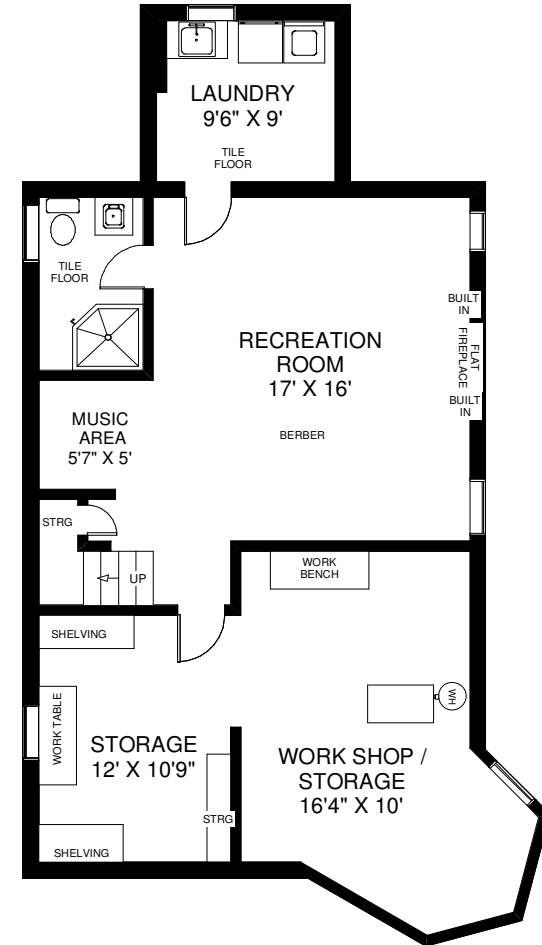 LAUNDRY
9'6" X 9'
TILE
FLOOR
TILE
FLOOR
BUILT
IN
FLAT
FIREPLACE
BUILT
IN
RECREATION
ROOM
17' X 16'
BERBER
MUSIC
AREA
5'7" X 5'
STRG
UP
WORK
BENCH
SHELVING
WORK TABLE
WH
STORAGE
12' X 10'9"
WORK SHOP /
STORAGE
16'4" X 10'
STRG
SHELVING